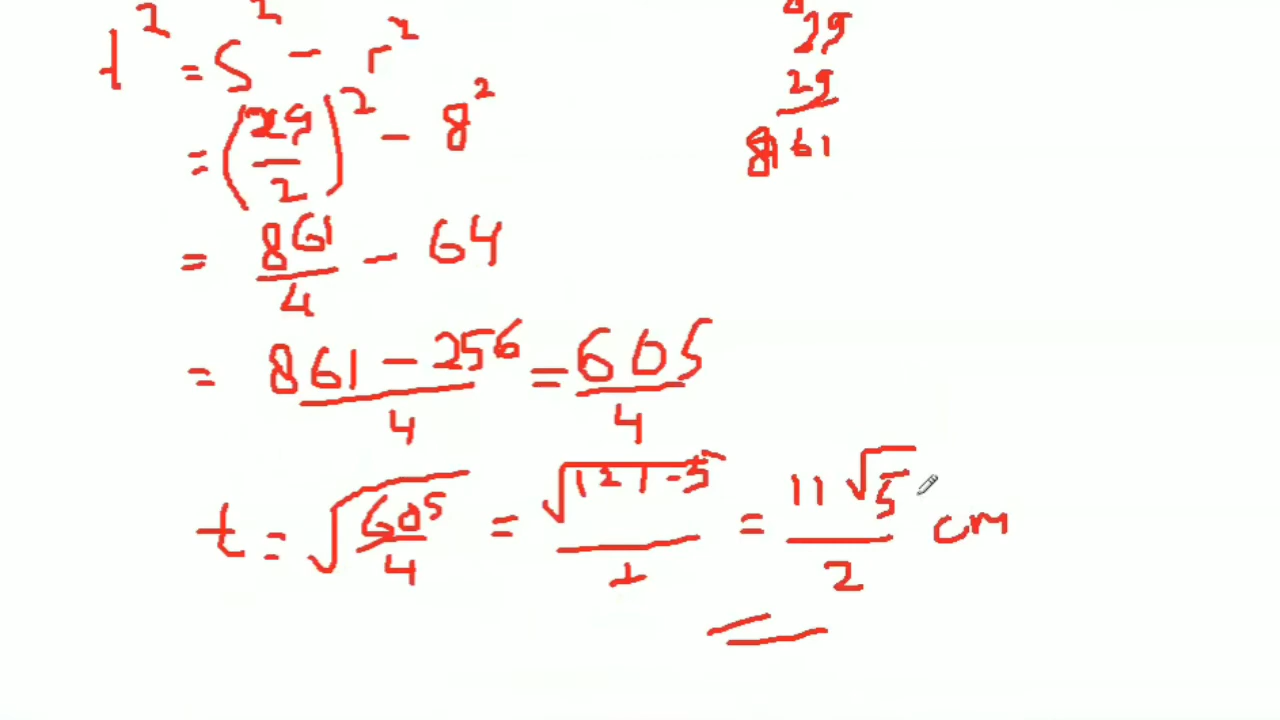 t² = s² - r²
= (29/2)² - 8²
= 861/4 - 64
= 861 - 256/4 = 605/4
t = √605/4 = √121-5/2 = 11√5/2 cm
29
29
861